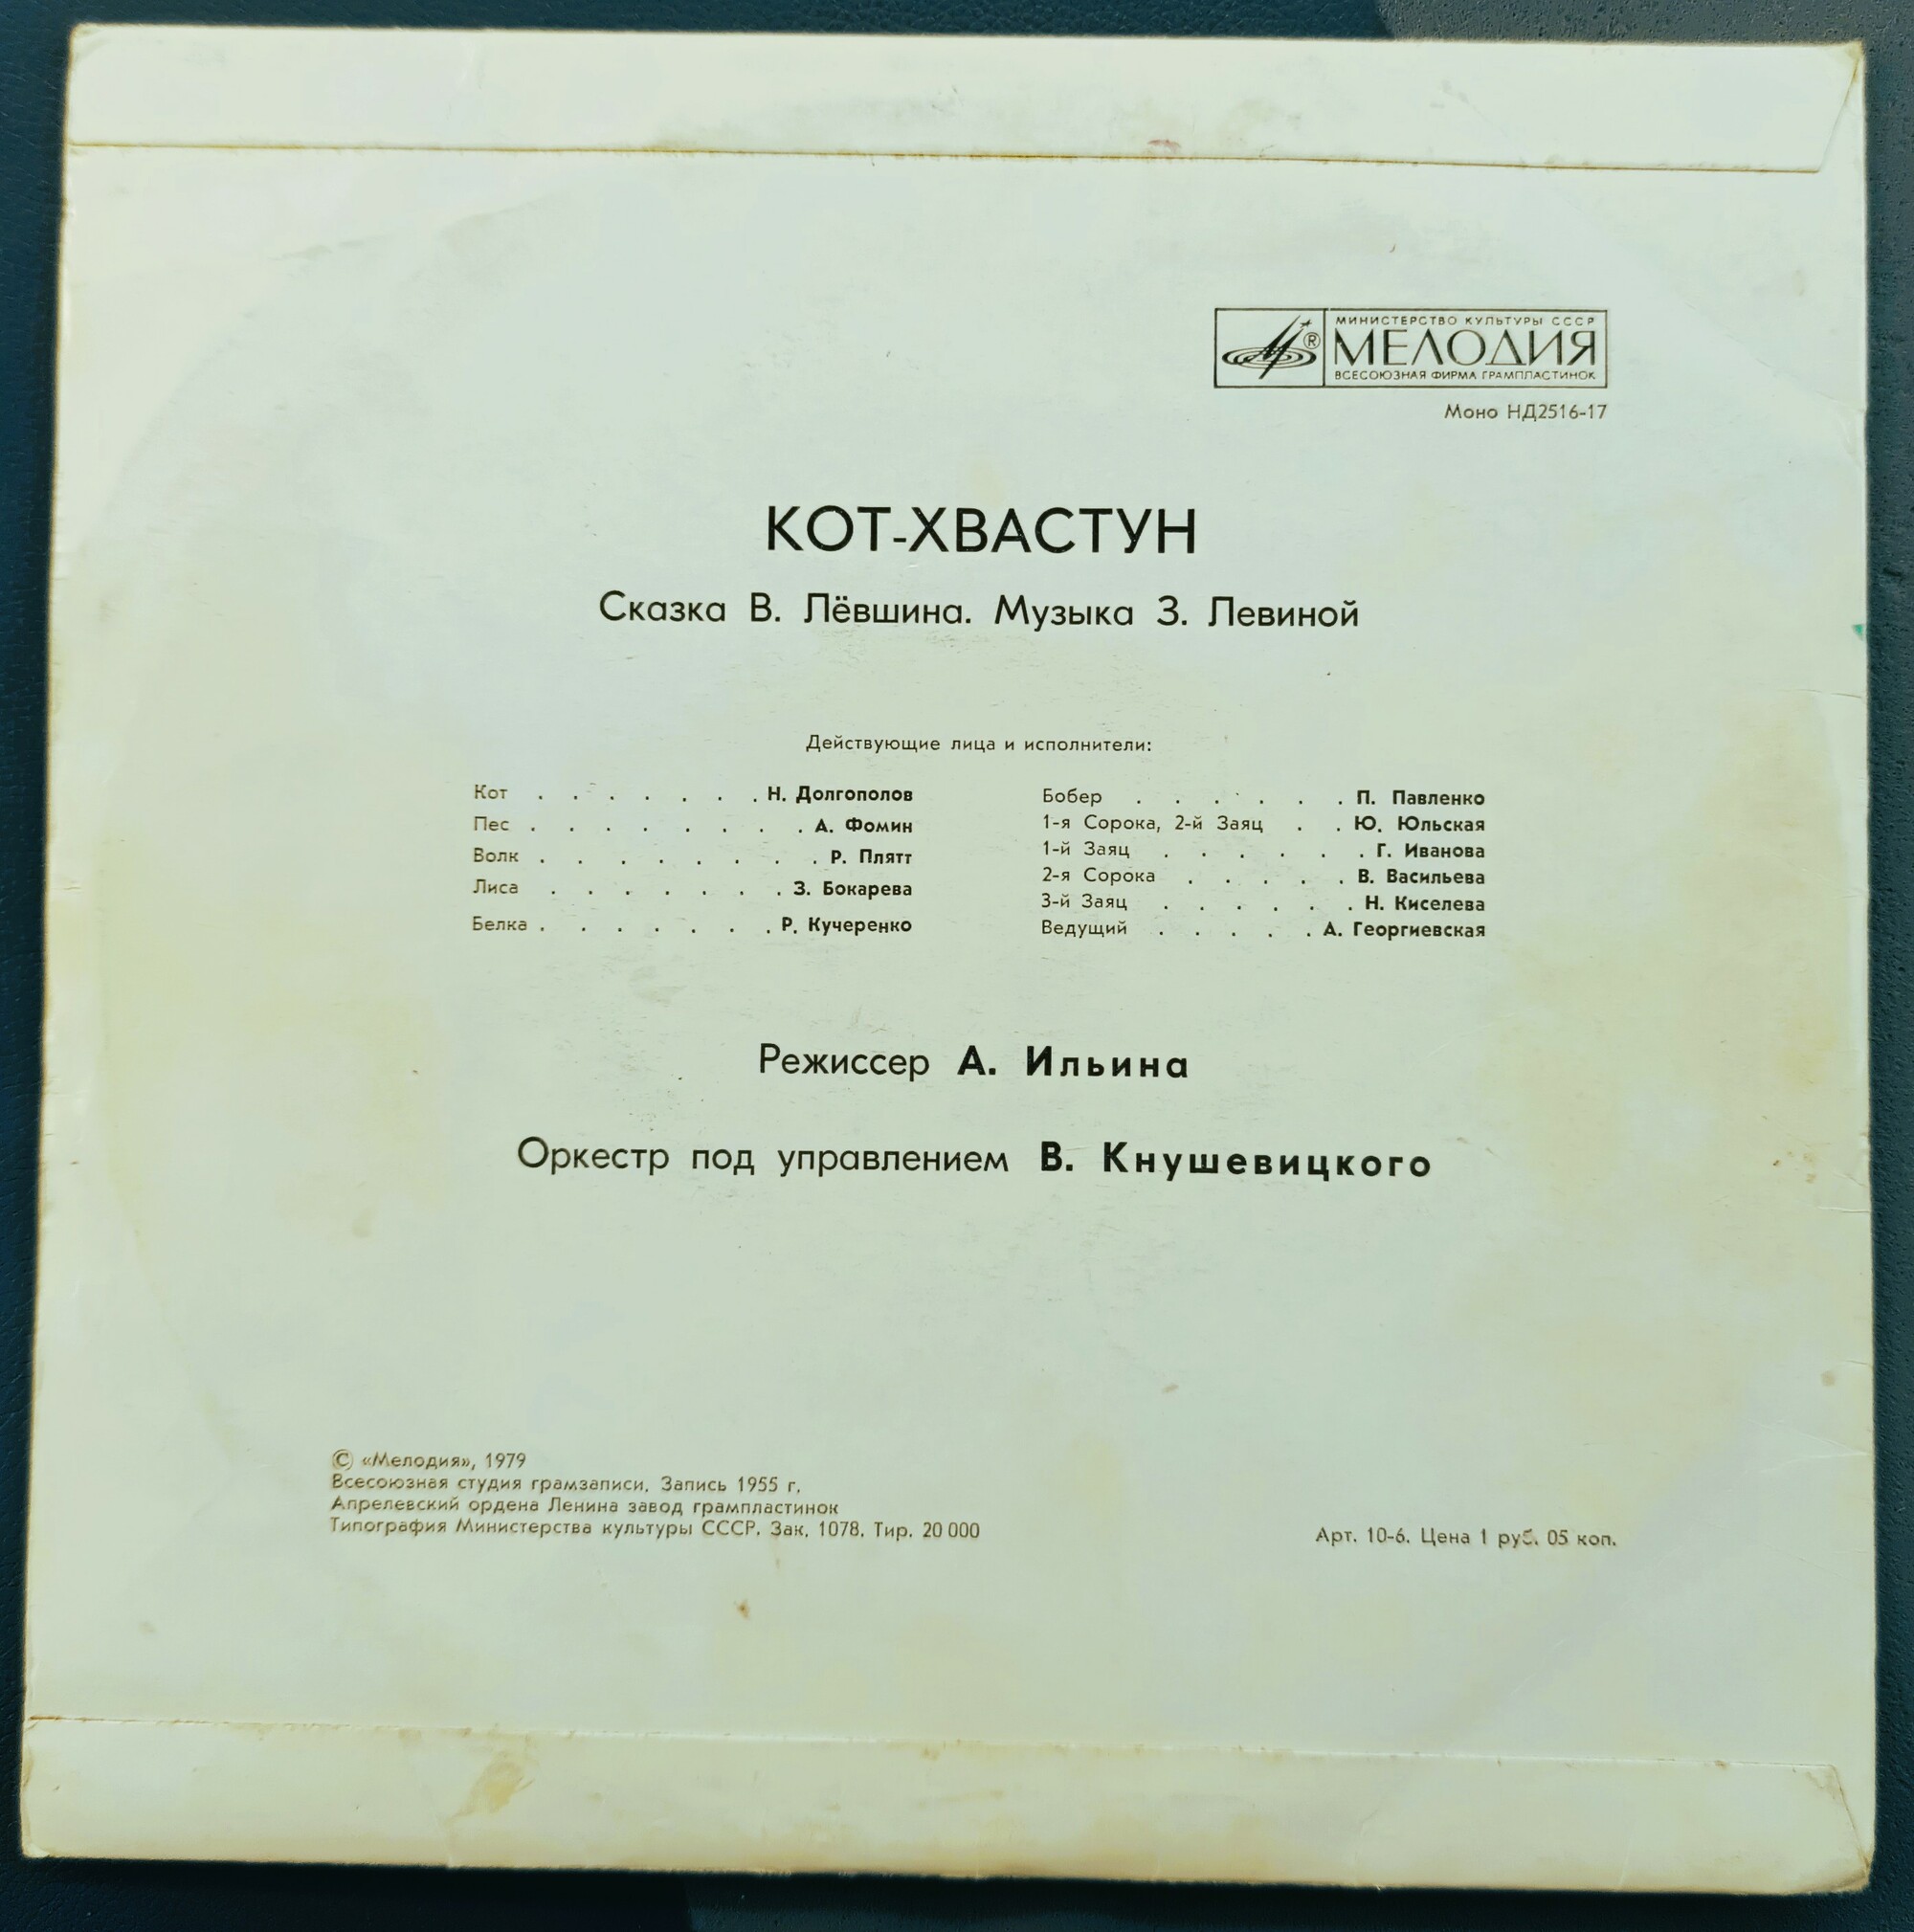 МИНИСТЕРСТВО КУЛЬТУРЫ СССР
®
МЕЛОДИЯ
ВСЕСОЮЗНАЯ ФИРМА ГРАМПЛАСТИНОК
Моно НД2516-17
КОТ-ХВАСТУН
Сказка В. Лёвшина. Музыка З. Левиной
Действующие лица и исполнители:
Кот . . . . . . . Н. Долгополов
Пес . . . . . . . . А. Фомин
Волк . . . . . . . . Р. Плятт
Лиса . . . . . . . З. Бокарева
Белка . . . . . . . Р. Кучеренко
Бобер . . . . . . П. Павленко
1-я Сорока, 2-й Заяц . . Ю. Юльская
1-й Заяц . . . . . . Г. Иванова
2-я Сорока . . . . . В. Васильева
3-й Заяц . . . . . . Н. Киселева
Ведущий . . . . . А. Георгиевская
Режиссер А. Ильина
Оркестр под управлением В. Кнушевицкого
© «Мелодия», 1979
Всесоюзная студия грамзаписи. Запись 1955 г.
Апрелевский ордена Ленина завод грампластинок
Типография Министерства культуры СССР. Зак. 1078. Тир. 20 000
Арт. 10-6. Цена 1 руб. 05 коп.